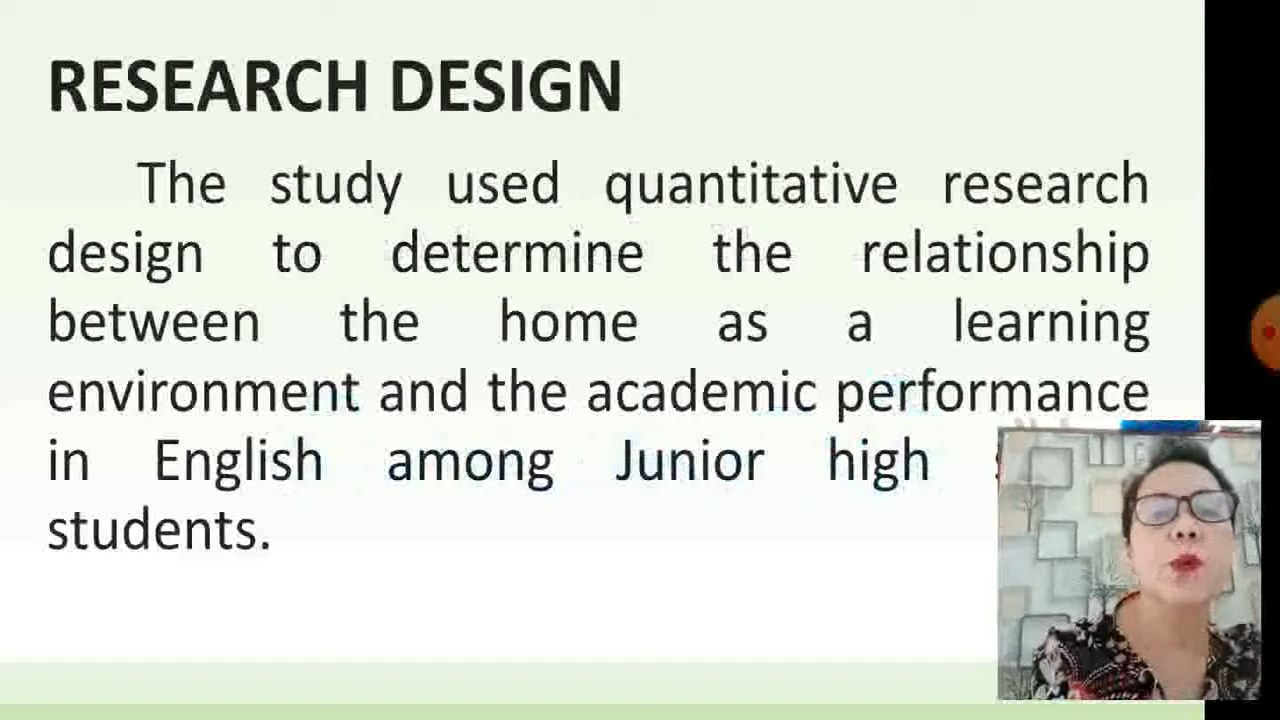 RESEARCH DESIGN
The study used quantitative research
design to determine the relationship
between the home as a learning
environment and the academic performance
in English among Junior high
students.